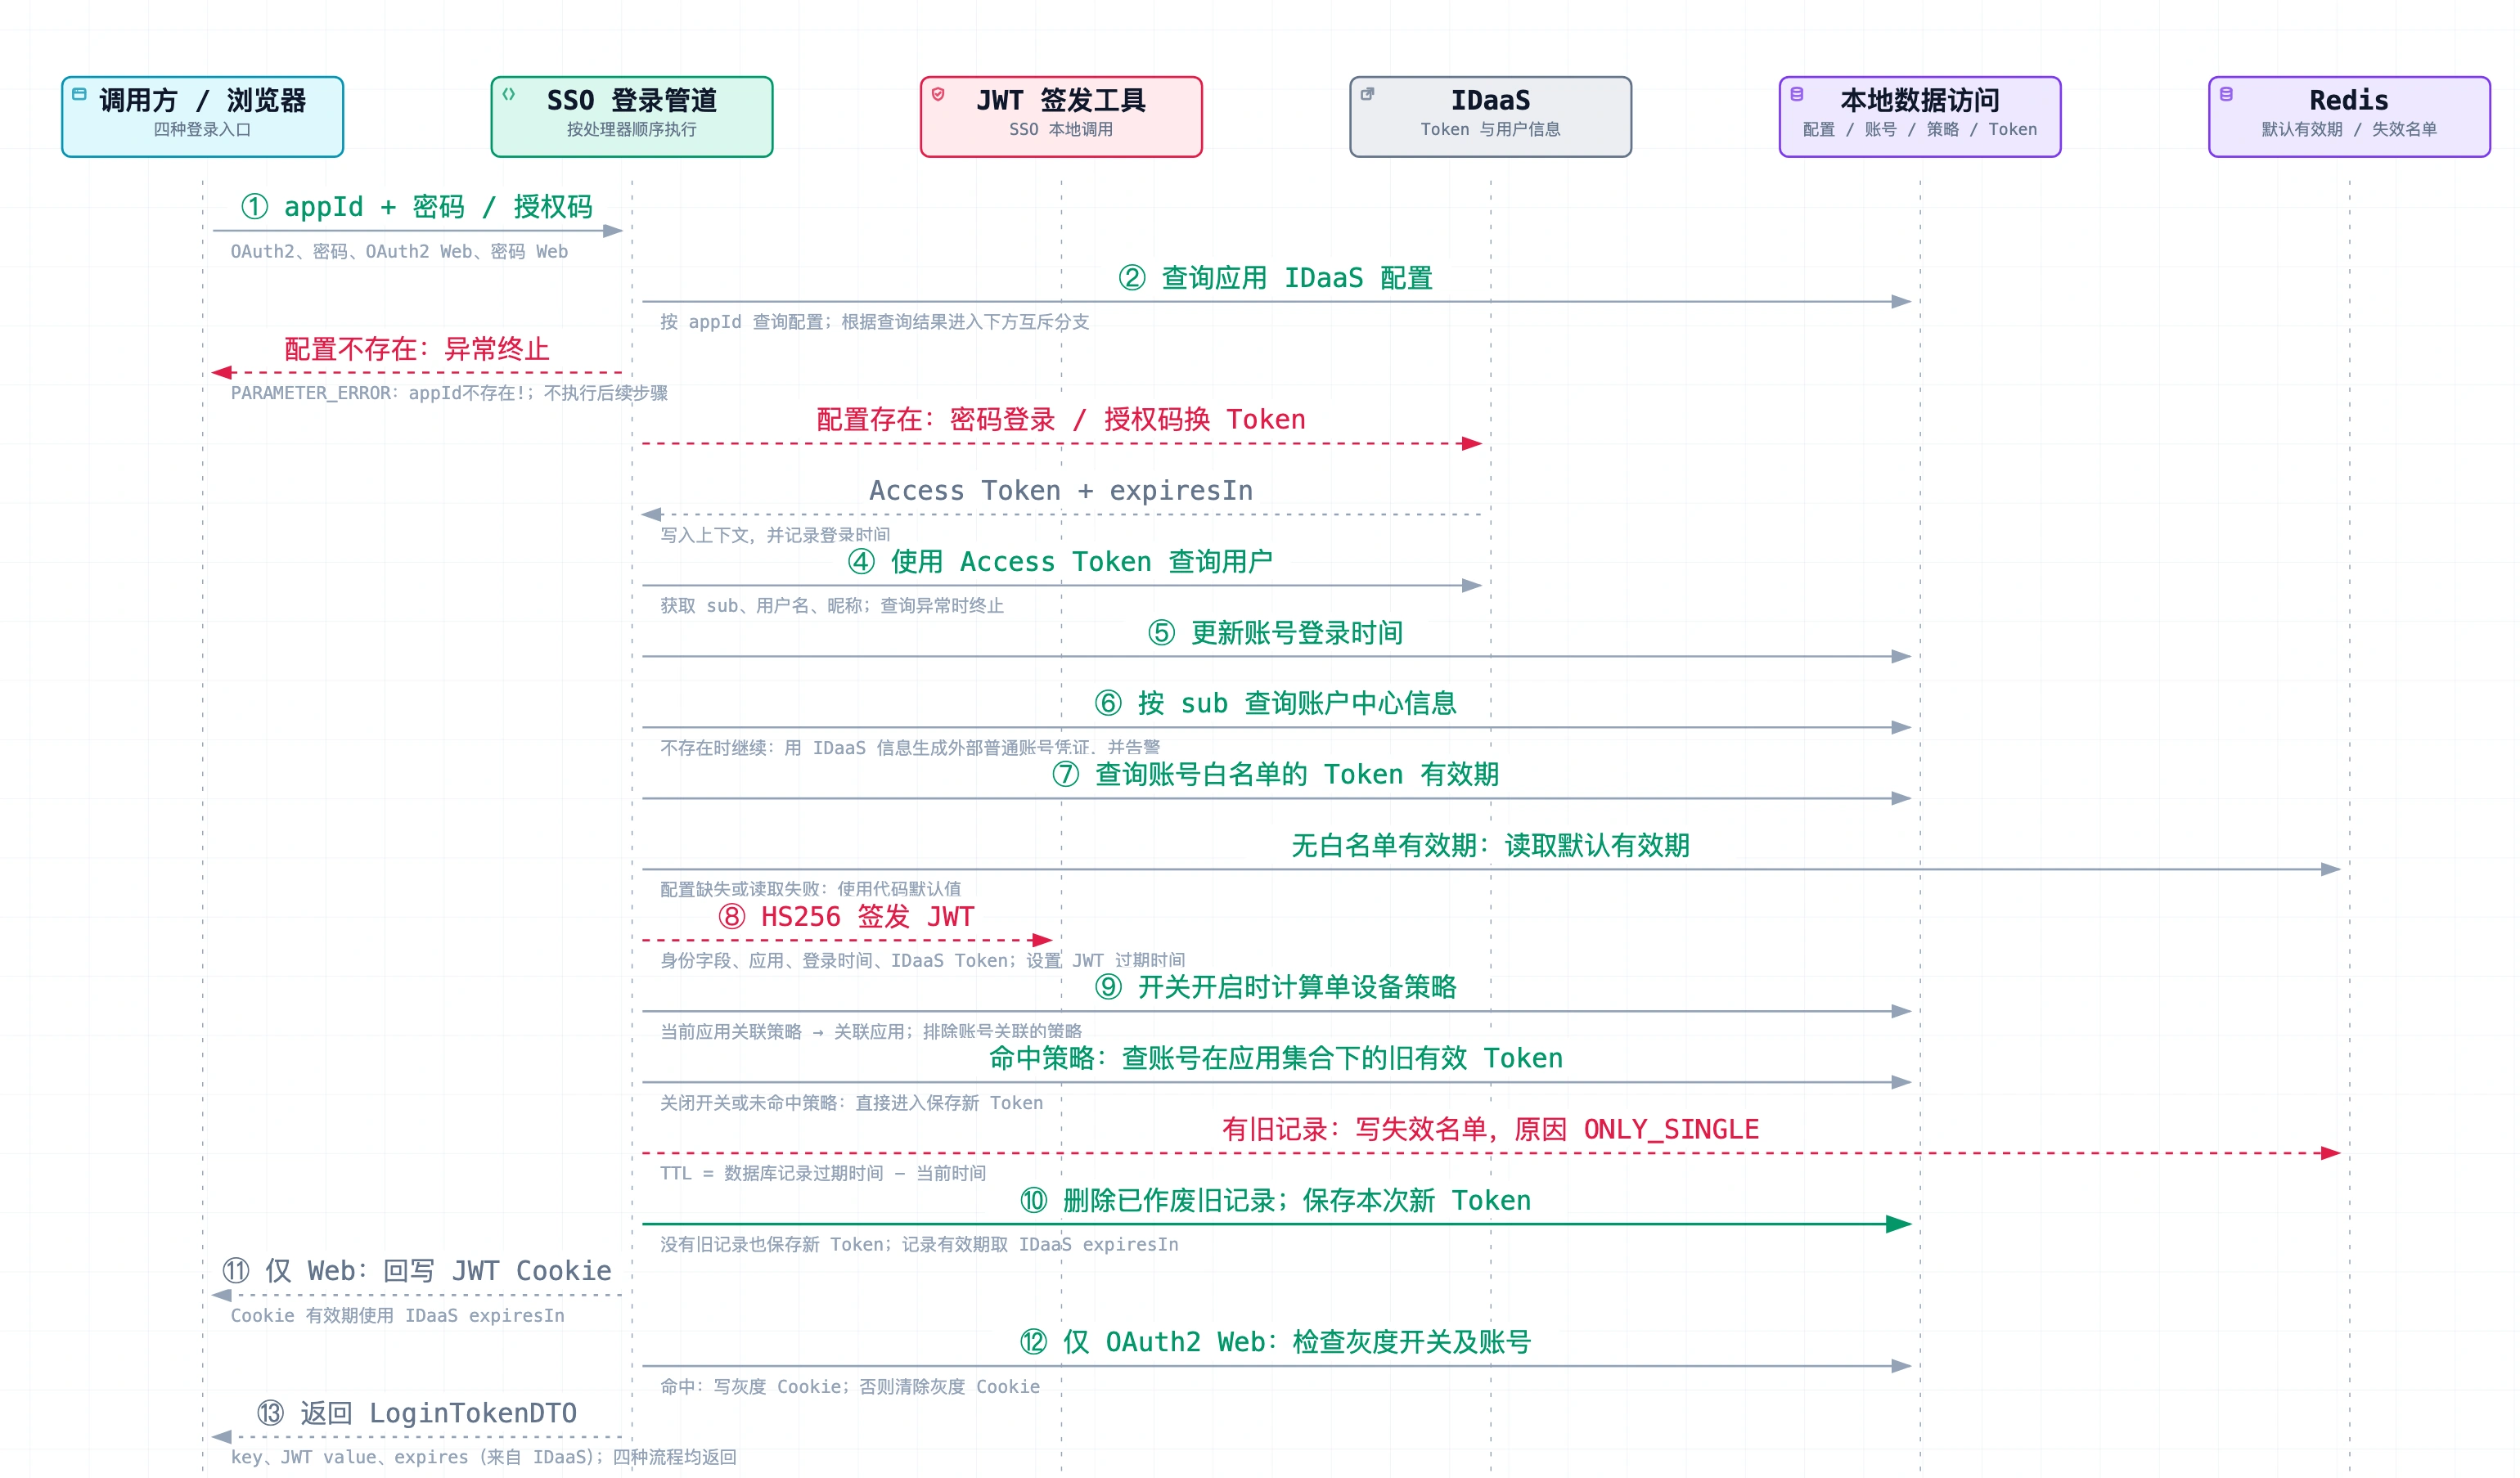 调用方 / 浏览器
四种登录入口
SSO 登录管道
按处理器顺序执行
JWT 签发工具
SSO 本地调用
IDaaS
Token 与用户信息
本地数据访问
配置 / 账号 / 策略 / Token
Redis
默认有效期 / 失效名单
① appId + 密码 / 授权码
OAuth2、密码、OAuth2 Web、密码 Web
② 查询应用 IDaaS 配置
按 appId 查询配置；根据查询结果进入下方互斥分支
配置不存在：异常终止
PARAMETER_ERROR：appId不存在!；不执行后续步骤
配置存在：密码登录 / 授权码换 Token
Access Token + expiresIn
写入上下文，并记录登录时间
④ 使用 Access Token 查询用户
获取 sub、用户名、昵称；查询异常时终止
⑤ 更新账号登录时间
⑥ 按 sub 查询账户中心信息
不存在时继续：用 IDaaS 信息生成外部普通账号凭证，并告警
⑦ 查询账号白名单的 Token 有效期
无白名单有效期：读取默认有效期
配置缺失或读取失败：使用代码默认值
⑧ HS256 签发 JWT
身份字段、应用、登录时间、IDaaS Token；设置 JWT 过期时间
⑨ 开关开启时计算单设备策略
当前应用关联策略 → 关联应用；排除账号关联的策略
命中策略：查账号在应用集合下的旧有效 Token
关闭开关或未命中策略：直接进入保存新 Token
有旧记录：写失效名单，原因 ONLY_SINGLE
TTL = 数据库记录过期时间 − 当前时间
⑩ 删除已作废旧记录；保存本次新 Token
没有旧记录也保存新 Token；记录有效期取 IDaaS expiresIn
⑪ 仅 Web：回写 JWT Cookie
Cookie 有效期使用 IDaaS expiresIn
⑫ 仅 OAuth2 Web：检查灰度开关及账号
命中：写灰度 Cookie；否则清除灰度 Cookie
⑬ 返回 LoginTokenDTO
key、JWT value、expires（来自 IDaaS）；四种流程均返回